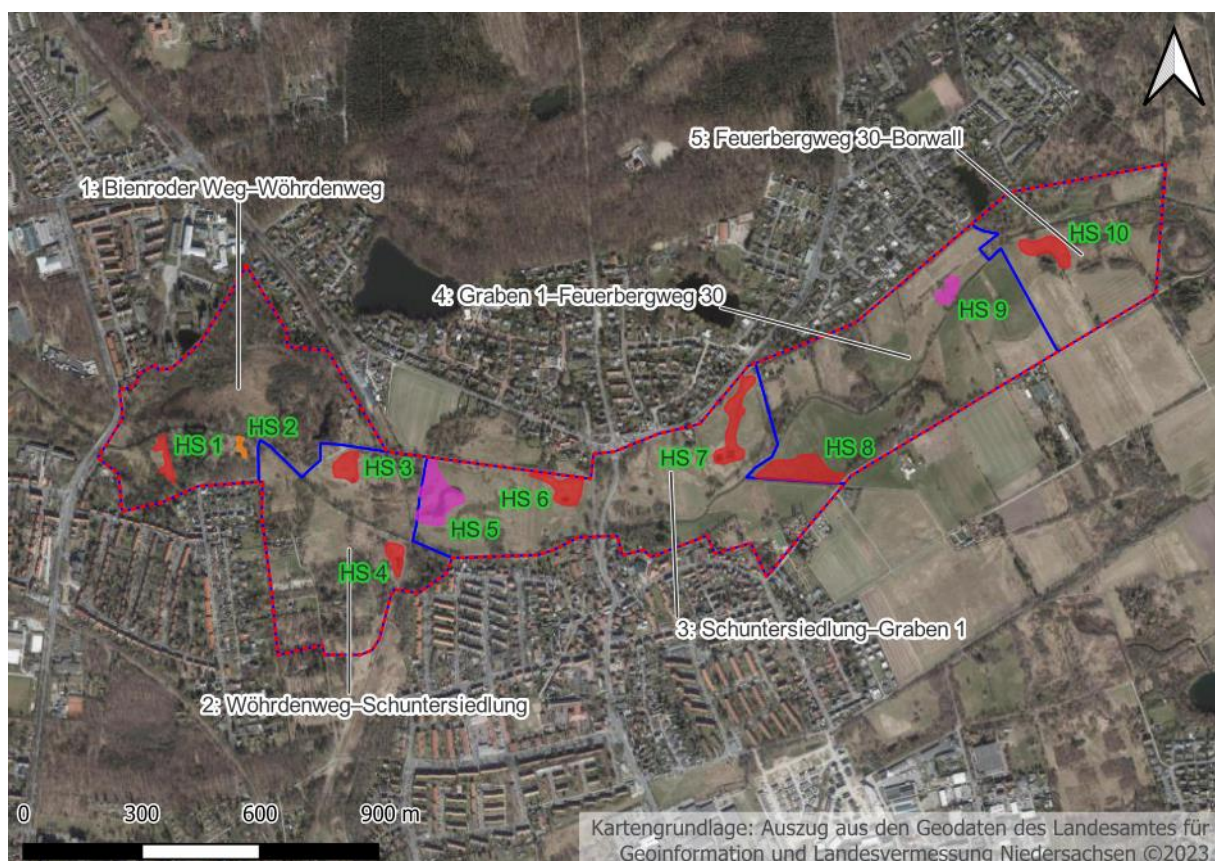 5: Feuerbergweg 30–Borwall
1: Bienroder Weg–Wöhrdenweg
HS 10
4: Graben 1–Feuerbergweg 30
HS 9
HS 1
HS 2
HS 3
HS 7
HS 8
HS 6
HS 5
HS 4
3: Schuntersiedlung–Graben 1
2: Wöhrdenweg–Schuntersiedlung
0 300 600 900 m
Kartengrundlage: Auszug aus den Geodaten des Landesamtes für
Geoinformation und Landesvermessung Niedersachsen ©2023